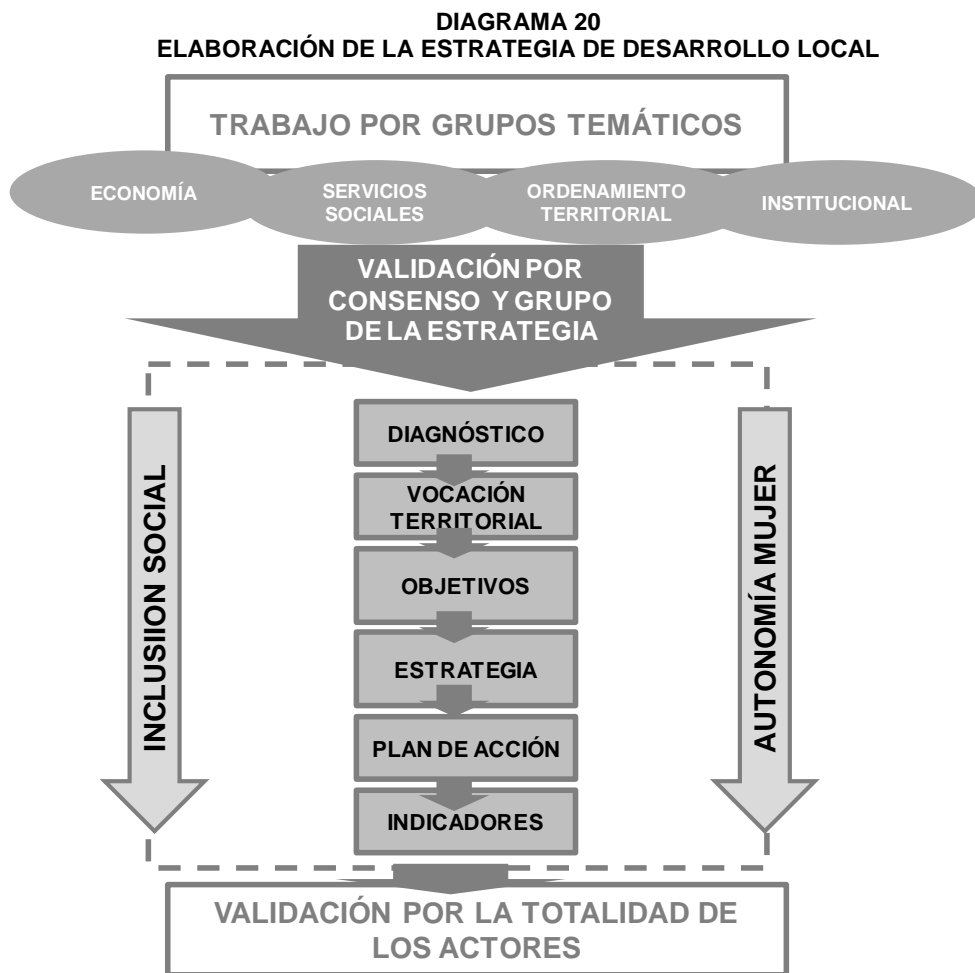 DIAGRAMA 20
ELABORACIÓN DE LA ESTRATEGIA DE DESARROLLO LOCAL
TRABAJO POR GRUPOS TEMÁTICOS
ECONOMÍA
SERVICIOS
SOCIALES
ORDENAMIENTO
TERRITORIAL
INSTITUCIONAL
VALIDACIÓN POR
CONSENSO Y GRUPO
DE LA ESTRATEGIA
INCLUSIION SOCIAL
DIAGNÓSTICO
VOCACIÓN
TERRITORIAL
OBJETIVOS
ESTRATEGIA
PLAN DE ACCIÓN
INDICADORES
AUTONOMÍA MUJER
VALIDACIÓN POR LA TOTALIDAD DE
LOS ACTORES